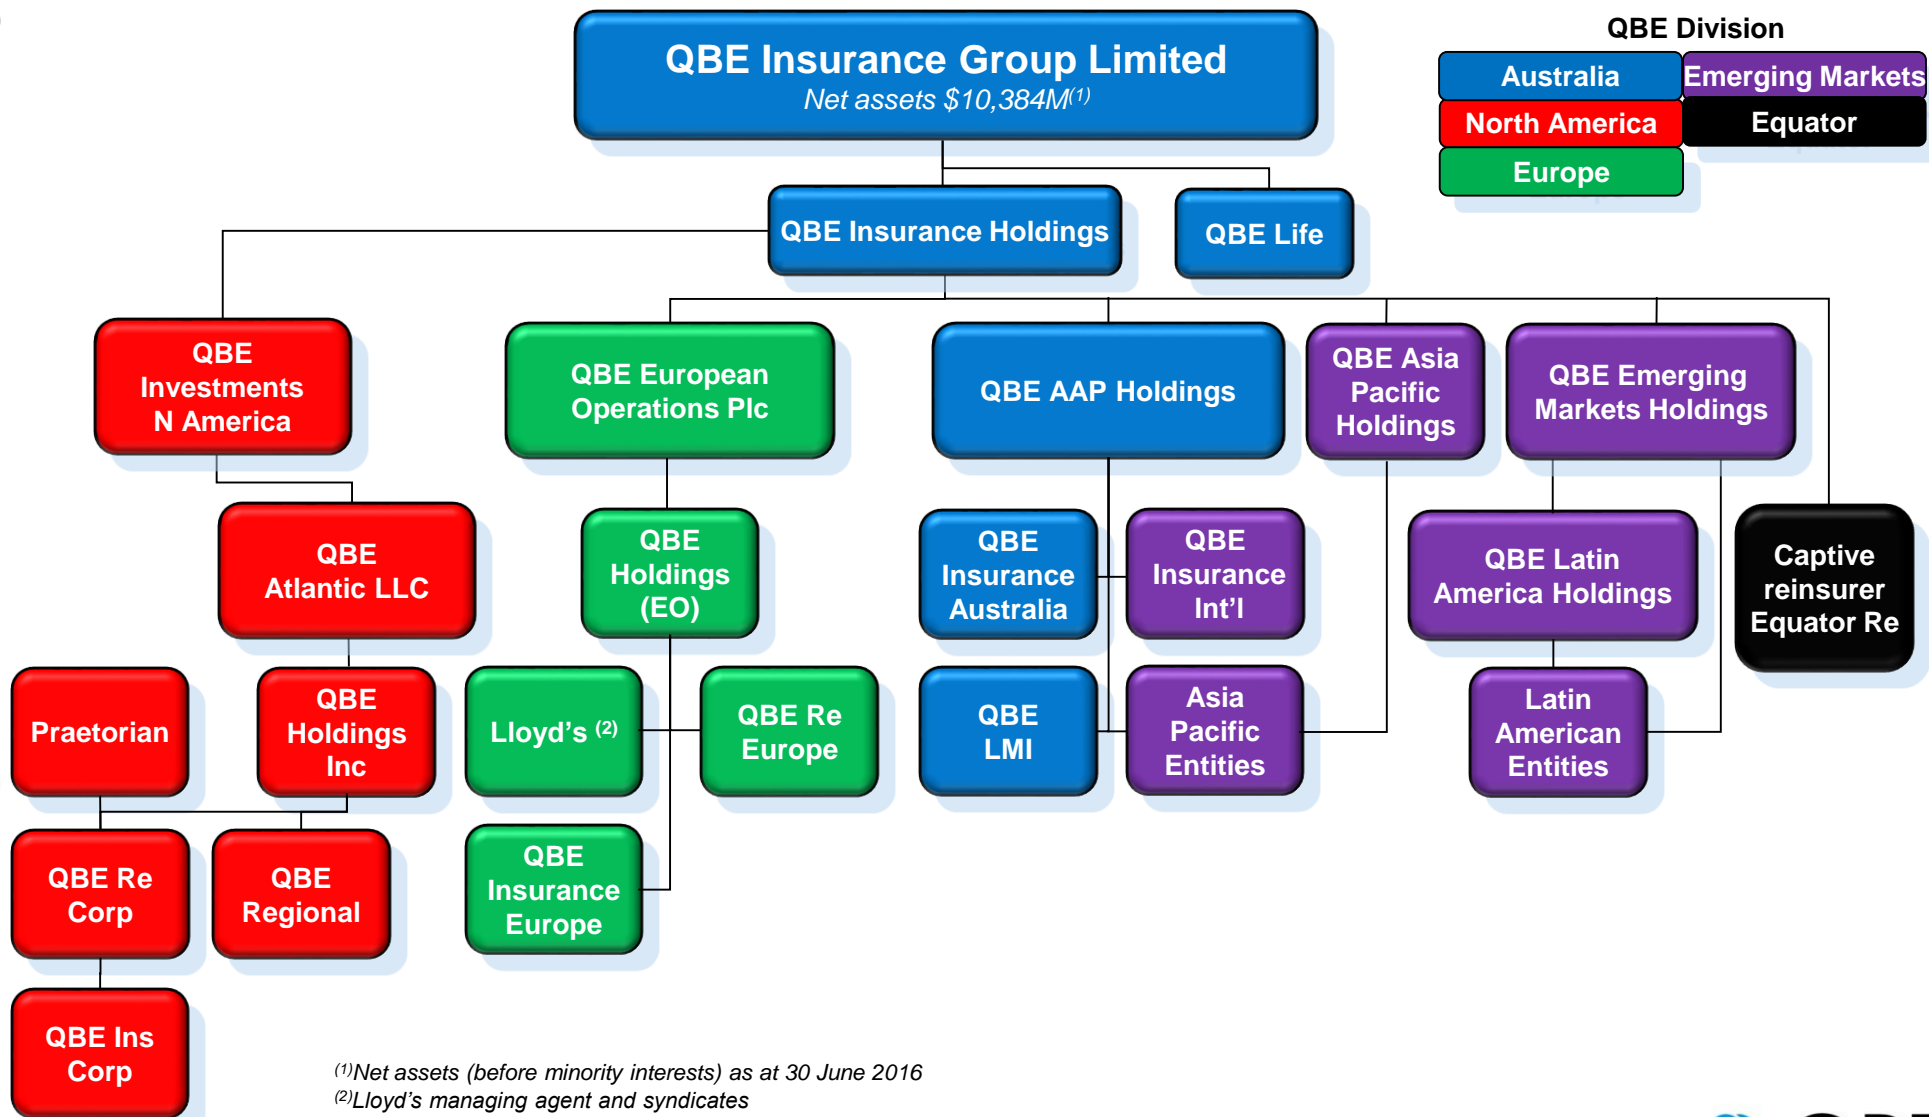 QBE Insurance Group Limited
Net assets $10,384M(1)
QBE Division
Australia
Emerging Markets
North America
Equator
Europe
QBE Insurance Holdings
QBE Life
QBE
Investments
N America
QBE European
Operations Plc
QBE AAP Holdings
QBE Asia
Pacific
Holdings
QBE Emerging
Markets Holdings
QBE
Atlantic LLC
QBE
Holdings
(EO)
QBE
Insurance
Australia
QBE
Insurance
Int'l
QBE Latin
America Holdings
Captive
reinsurer
Equator Re
Praetorian
QBE
Holdings
Inc
Lloyd's (2)
QBE Re
Europe
QBE
LMI
Asia
Pacific
Entities
Latin
American
Entities
QBE Re
Corp
QBE
Regional
QBE
Insurance
Europe
QBE Ins
Corp
(1)Net assets (before minority interests) as at 30 June 2016
(2)Lloyd's managing agent and syndicates